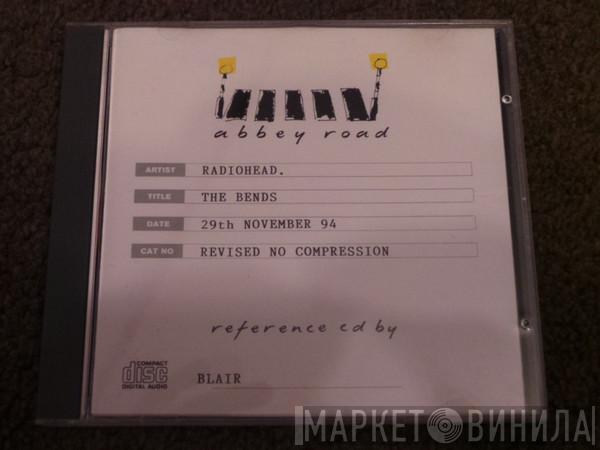 abbey road
ARTIST RADIOHEAD.
TITLE THE BENDS
DATE 29th NOVEMBER 94
CAT NO REVISED NO COMPRESSION
reference cd by
COMPACT
disc
DIGITAL AUDIO
BLAIR
МАРКЕТ ВИНИЛА